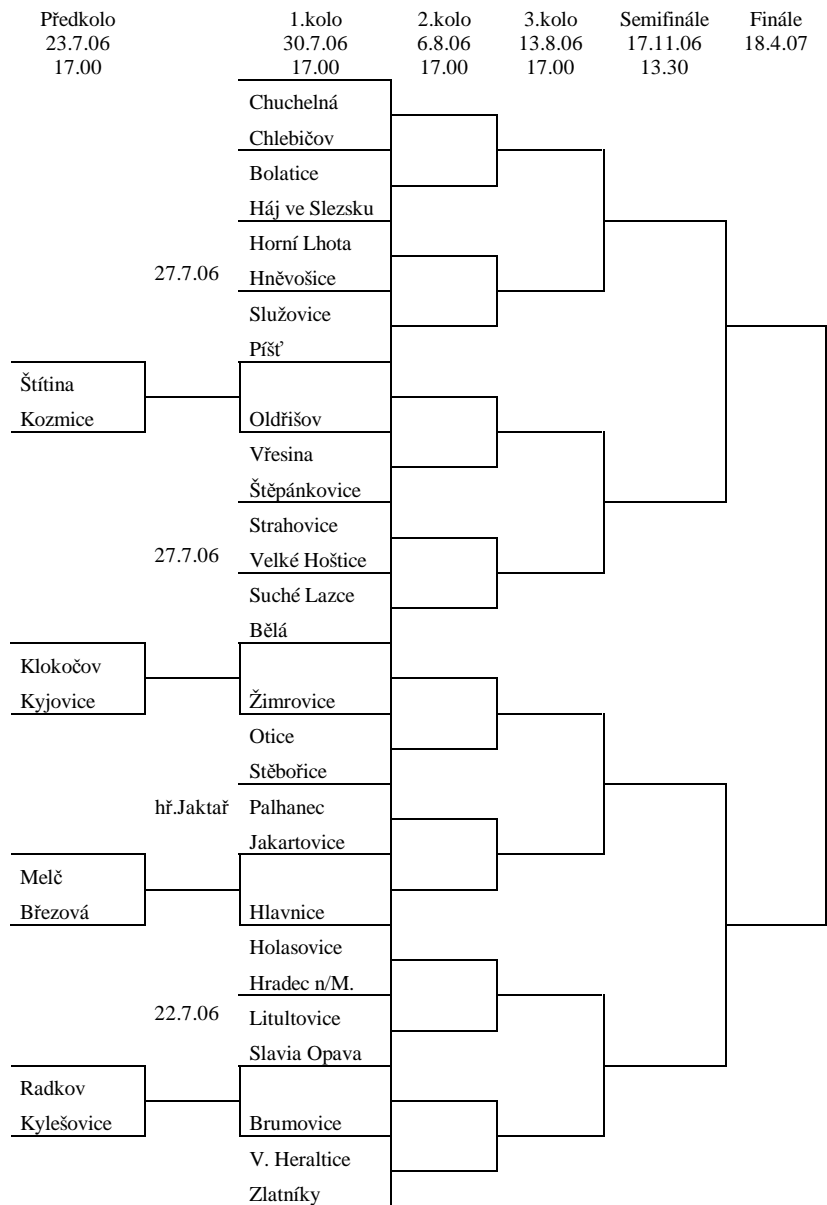 Předkolo 1.kolo 2.kolo 3.kolo Semifinále Finále
23.7.06 30.7.06 6.8.06 13.8.06 17.11.06 18.4.07
17.00 17.00 17.00 17.00 13.30
Chuchelná
Chlebičov
Bolatice
Háj ve Slezsku
Horní Lhota
27.7.06 Hněvošice
Služovice
Píšť
Štítina
Kozmice Oldřišov
Vřesina
Štěpánkovice
Strahovice
27.7.06 Velké Hoštice
Suché Lazce
Bělá
Klokočov
Kyjovice Žimrovice
Otice
Stěbořice
hř.Jaktař Palhanec
Jakartovice
Melč
Březová Hlavnice
Holasovice
Hradec n/M.
22.7.06 Litultovice
Slavia Opava
Radkov
Kylešovice Brumovice
V. Heraltice
Zlatníky